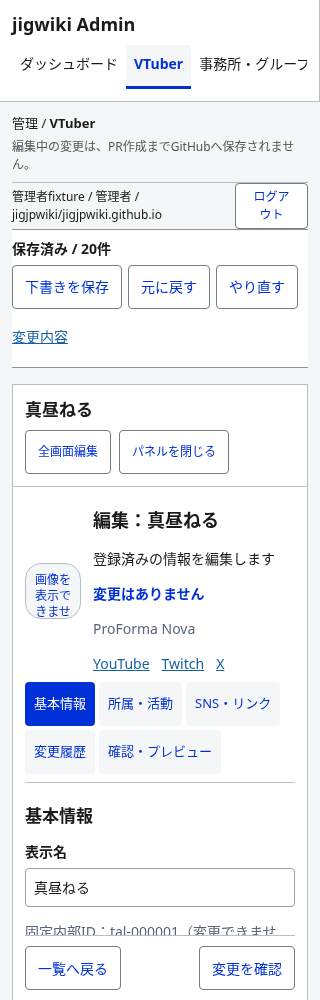 jigwiki Admin
ダッシュボード VTuber 事務所・グループ
管理 / VTuber
編集中の変更は、PR作成までGitHubへ保存されませ
ん。
管理者fixture / 管理者 /
jigjpwiki/jigjpwiki.github.io
ログア
ウト
保存済み / 20件
下書きを保存 元に戻す やり直す
変更内容
真昼ねる
全画面編集 パネルを閉じる
編集：真昼ねる
登録済みの情報を編集します
変更はありません
ProForma Nova
YouTube Twitch X
画像を
表示で
きませ
基本情報 所属・活動 SNS・リンク
変更履歴 確認・プレビュー
基本情報
表示名
真昼ねる
固定内部ID：tal-000001（変更できませ
一覧へ戻る 変更を確認